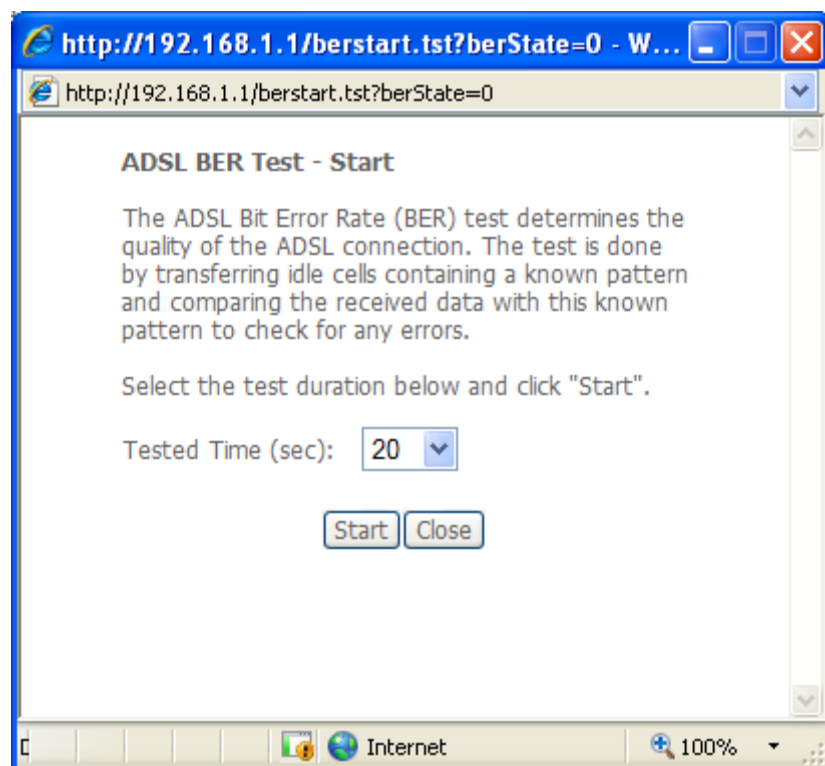 http://192.168.1.1/berstart.tst?berState=0 - W...
http://192.168.1.1/berstart.tst?berState=0
ADSL BER Test - Start
The ADSL Bit Error Rate (BER) test determines the
quality of the ADSL connection. The test is done
by transferring idle cells containing a known pattern
and comparing the received data with this known
pattern to check for any errors.
Select the test duration below and click "Start".
Tested Time (sec): 20
Start Close
Internet 100%